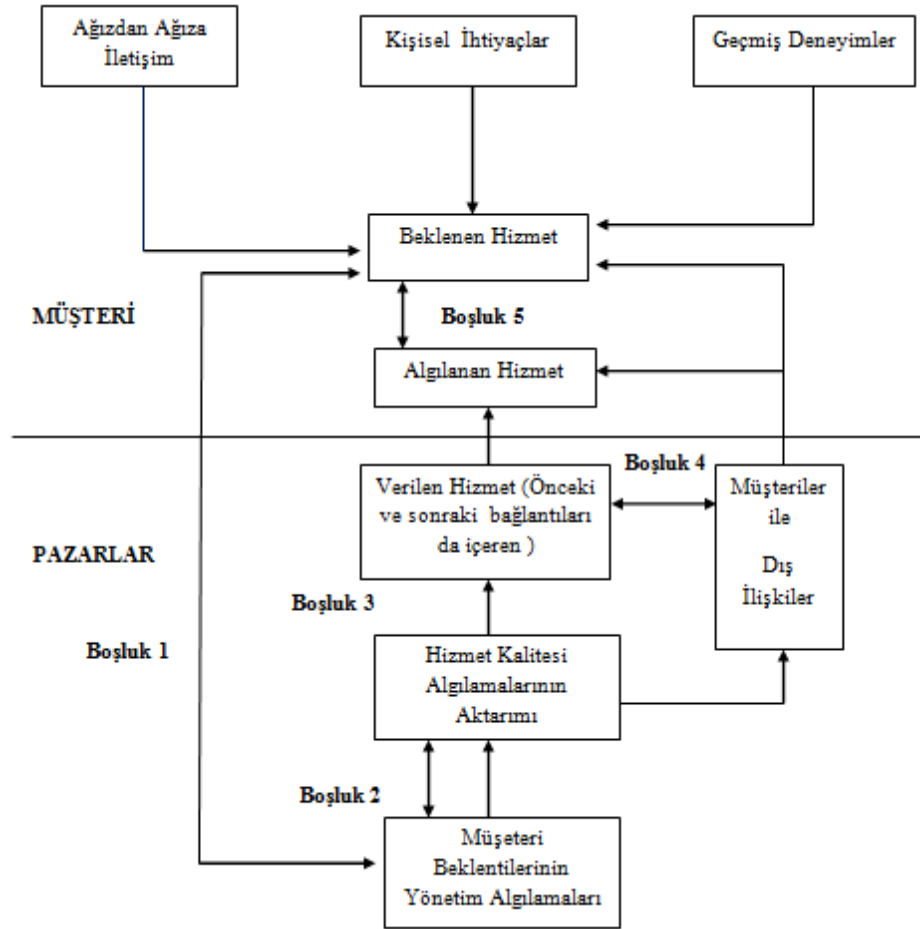 Ağızdan Ağıza
İletişim
Kişisel İhtiyaçlar
Geçmiş Deneyimler
Beklenen Hizmet
MÜŞTERİ
Boşluk 5
Algılanan Hizmet
Boşluk 4
Verilen Hizmet (Önceki
ve sonraki bağlantıları
da içeren )
Müşteriler
ile
Dış
İlişkiler
PAZARLAR
Boşluk 3
Boşluk 1
Hizmet Kalitesi
Algılamalarının
Aktarımı
Boşluk 2
Müşeteri
Beklentilerinin
Yönetim Algılamaları